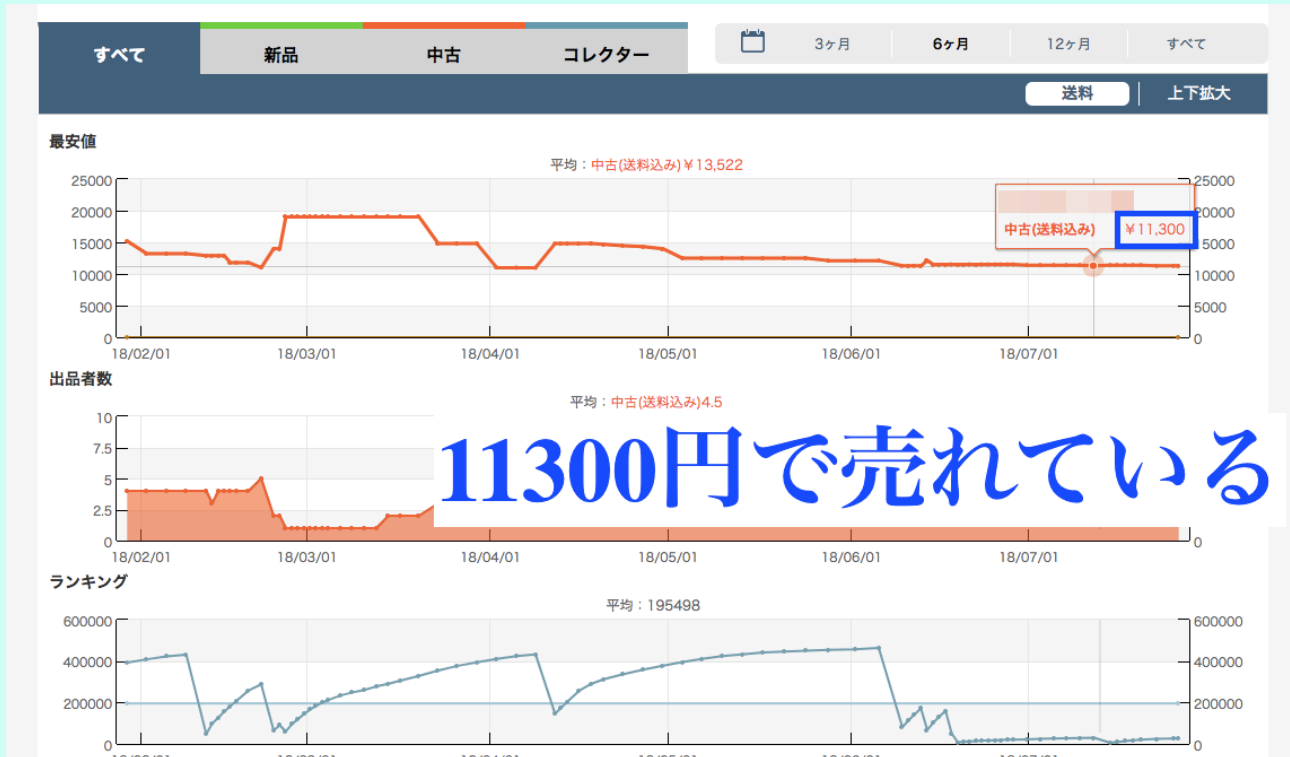 すべて
新品
中古
コレクター
3ヶ月
6ヶ月
12ヶ月
すべて
送料
上下拡大
最安値
平均：中古(送料込み)￥13,522
25000
20000
15000
10000
5000
0
25000
20000
5000
10000
5000
0
中古(送料込み)
￥11,300
18/02/01
18/03/01
18/04/01
18/05/01
18/06/01
18/07/01
出品者数
平均：中古(送料込み)4.5
10
7.5
5
2.5
0
0
11300円で売れている
18/02/01
18/03/01
18/04/01
18/05/01
18/06/01
18/07/01
ランキング
平均：195498
600000
400000
200000
0
600000
400000
200000
0